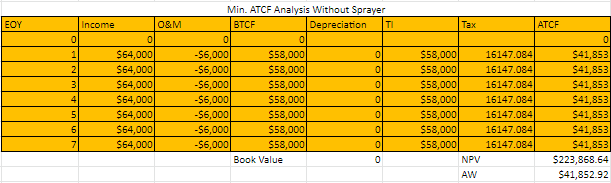 Min. ATCF Analysis Without Sprayer
EOY Income O&M BTCF Depreciation TI Tax ATCF
0 0 0 0 0
1 $64,000 -$6,000 $58,000 0 $58,000 16147.084 $41,853
2 $64,000 -$6,000 $58,000 0 $58,000 16147.084 $41,853
3 $64,000 -$6,000 $58,000 0 $58,000 16147.084 $41,853
4 $64,000 -$6,000 $58,000 0 $58,000 16147.084 $41,853
5 $64,000 -$6,000 $58,000 0 $58,000 16147.084 $41,853
6 $64,000 -$6,000 $58,000 0 $58,000 16147.084 $41,853
7 $64,000 -$6,000 $58,000 0 $58,000 16147.084 $41,853
Book Value 0 NPV $223,868.64
AW $41,852.92